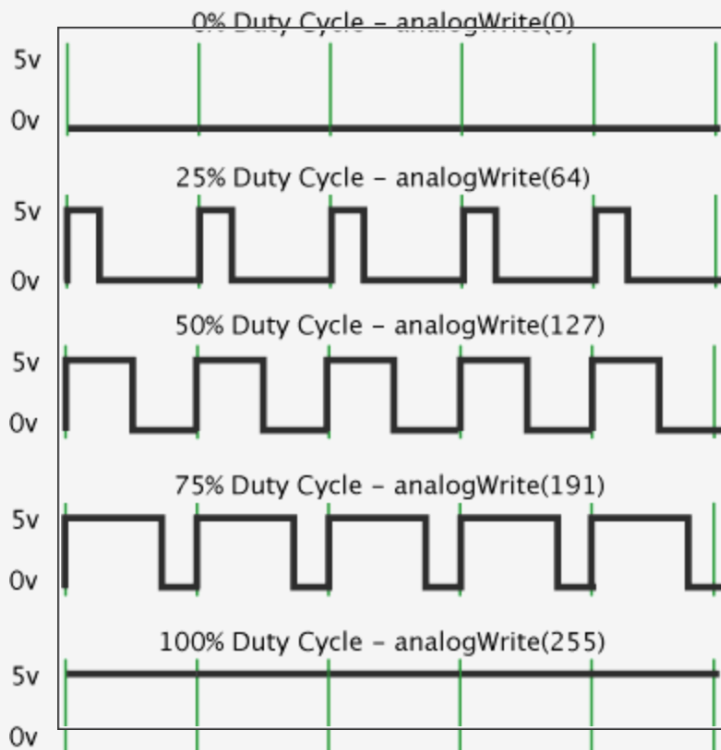 0% Duty Cycle – analogWrite(0)
5v
0v
25% Duty Cycle – analogWrite(64)
5v
0v
50% Duty Cycle – analogWrite(127)
5v
0v
75% Duty Cycle – analogWrite(191)
5v
0v
100% Duty Cycle – analogWrite(255)
5v
0v